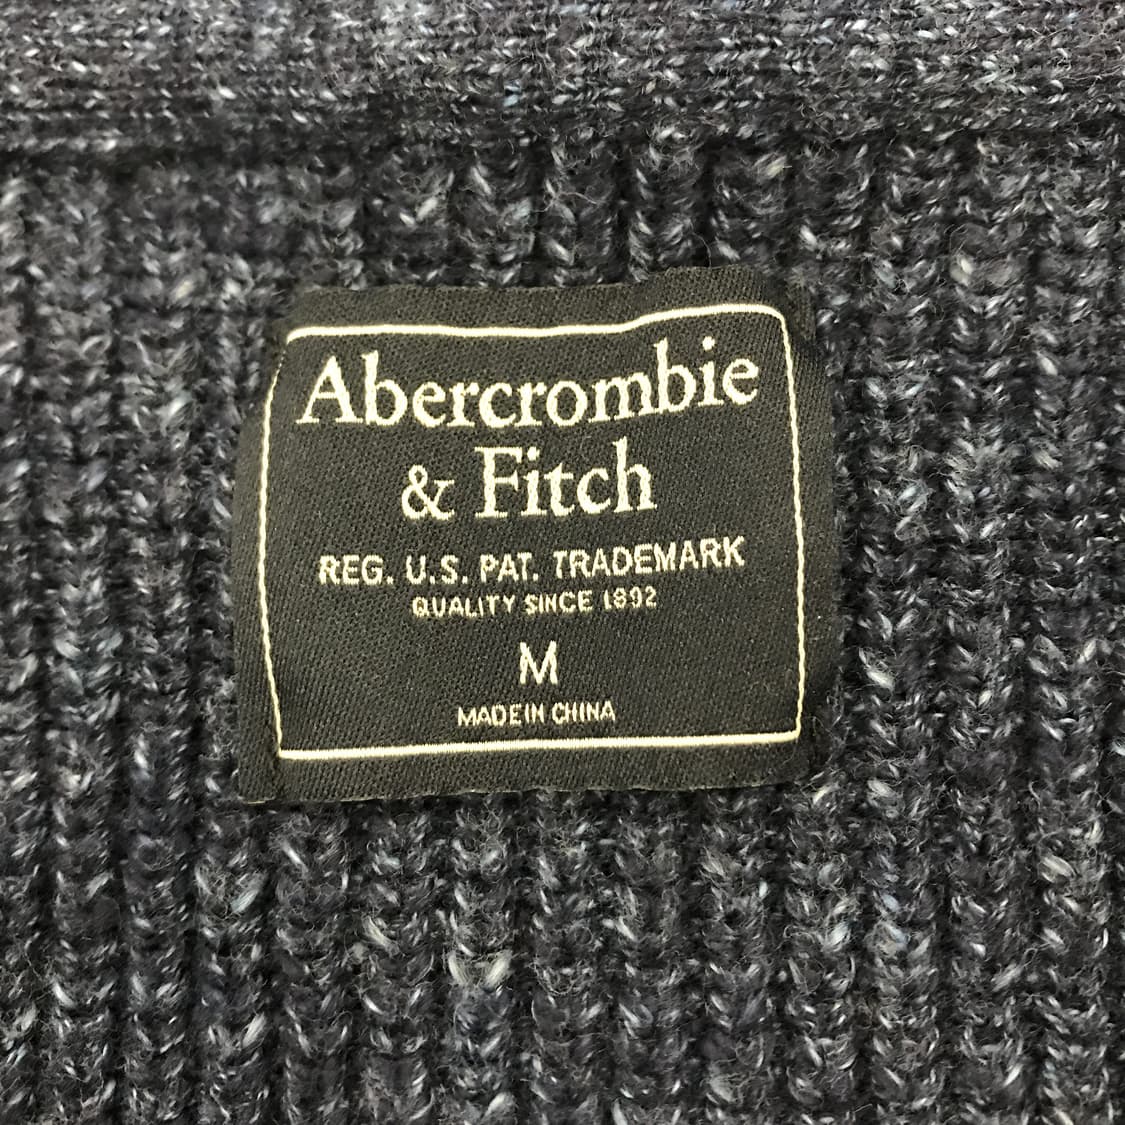 Abercrombie
& Fitch
REG. U.S. PAT. TRADEMARK
QUALITY SINCE 1892
M
MADE IN CHINA